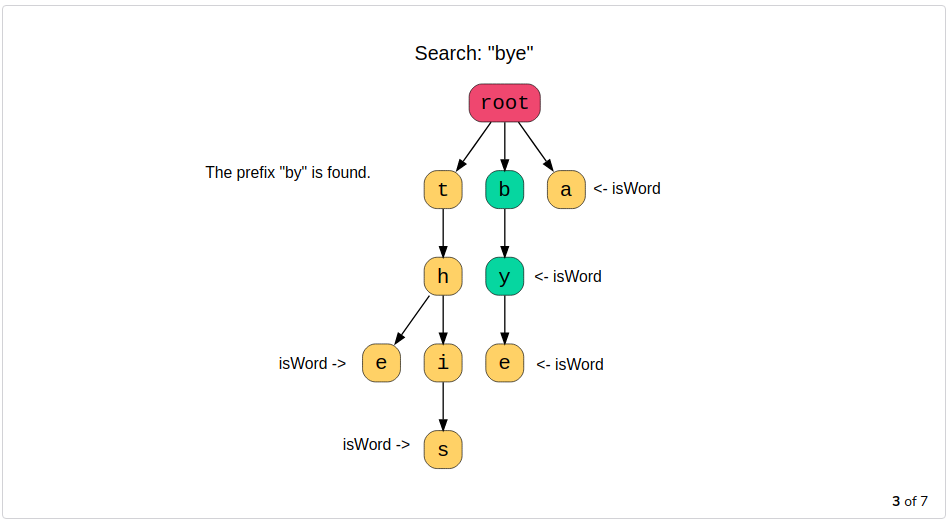 Search: "bye"
root
The prefix "by" is found.
t b a <- isWord
h y <- isWord
isWord -> e i e <- isWord
isWord -> s
3 of 7